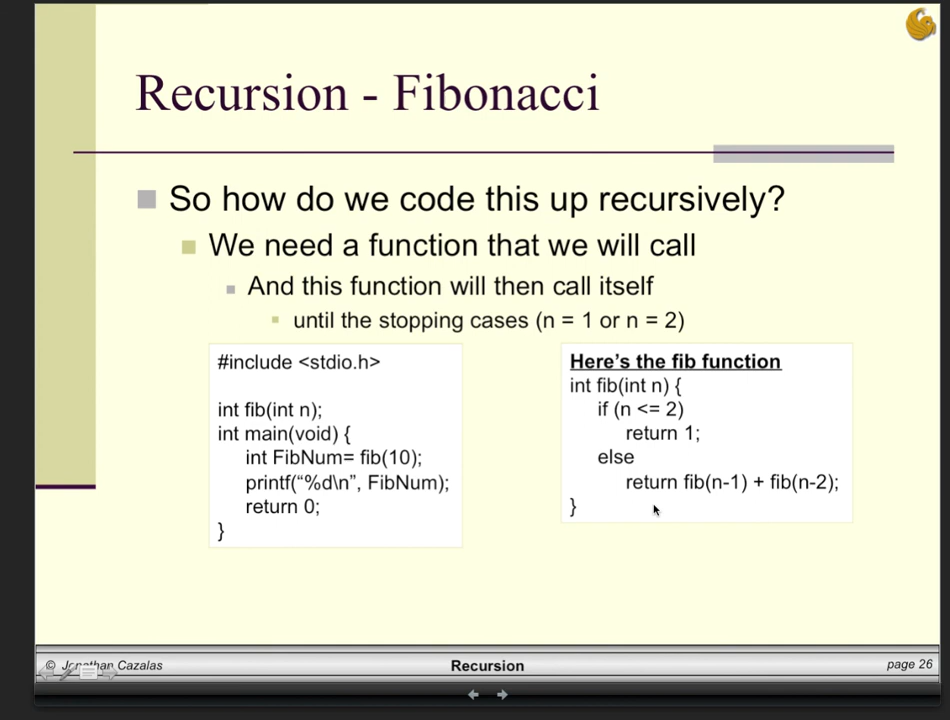 Recursion - Fibonacci
So how do we code this up recursively?
We need a function that we will call
And this function will then call itself
until the stopping cases (n = 1 or n = 2)
#include <stdio.h>
int fib(int n);
int main(void) {
int FibNum= fib(10);
printf(“%d\n”, FibNum);
return 0;
}
Here’s the fib function
int fib(int n) {
if (n <= 2)
return 1;
else
return fib(n-1) + fib(n-2);
}
© Jonathan Cazalas
Recursion
page 26